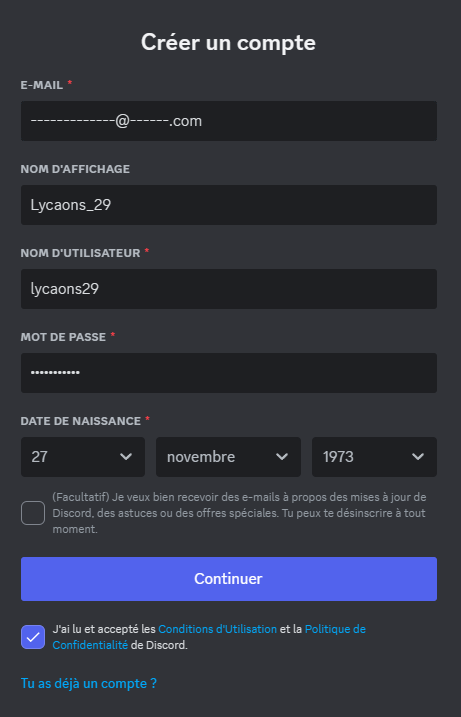 Créer un compte
E-MAIL *
-------------@------.com
NOM D'AFFICHAGE
Lycaons_29
NOM D'UTILISATEUR *
lycaons29
MOT DE PASSE *
•••••••••••
DATE DE NAISSANCE *
27 novembre 1973
(Facultatif) Je veux bien recevoir des e-mails à propos des mises à jour de
Discord, des astuces ou des offres spéciales. Tu peux te désinscrire à tout
moment.
Continuer
J'ai lu et accepté les Conditions d'Utilisation et la Politique de
Confidentialité de Discord.
Tu as déjà un compte ?